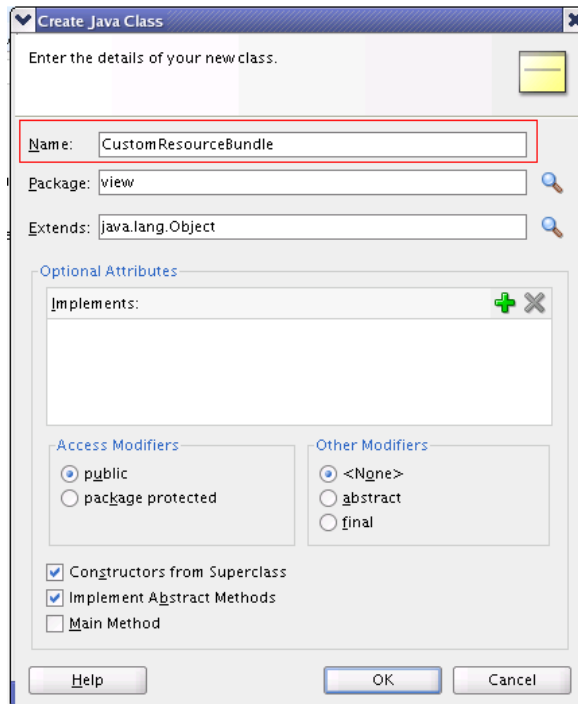 Create Java Class
Enter the details of your new class.
Name: CustomResourceBundle
Package: view
Extends: java.lang.Object
Optional Attributes
Implements:
Access Modifiers
public
package protected
Other Modifiers
<None>
abstract
final
Constructors from Superclass
Implement Abstract Methods
Main Method
Help
OK
Cancel